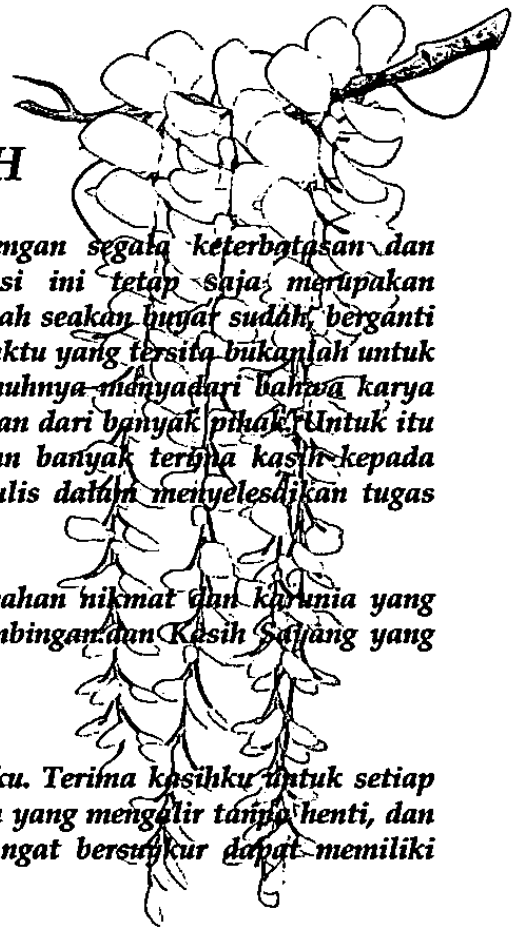 H
engan segala keterbatasan dan
si ini tetap saja merupakan
ah seakan buyar sudah, berganti
ktu yang tersita bukanlah untuk
nuhnya menyadari bahwa karya
an dari banyak pihak. Untuk itu
n banyak terima kasih kepada
ulis dalam menyelesaikan tugas
ahan nikmat dan karunia yang
mbingan dan Kasih Sayang yang
ku. Terima kasihku untuk setiap
yang mengalir tanpa henti, dan
ngat bersyukur dapat memiliki